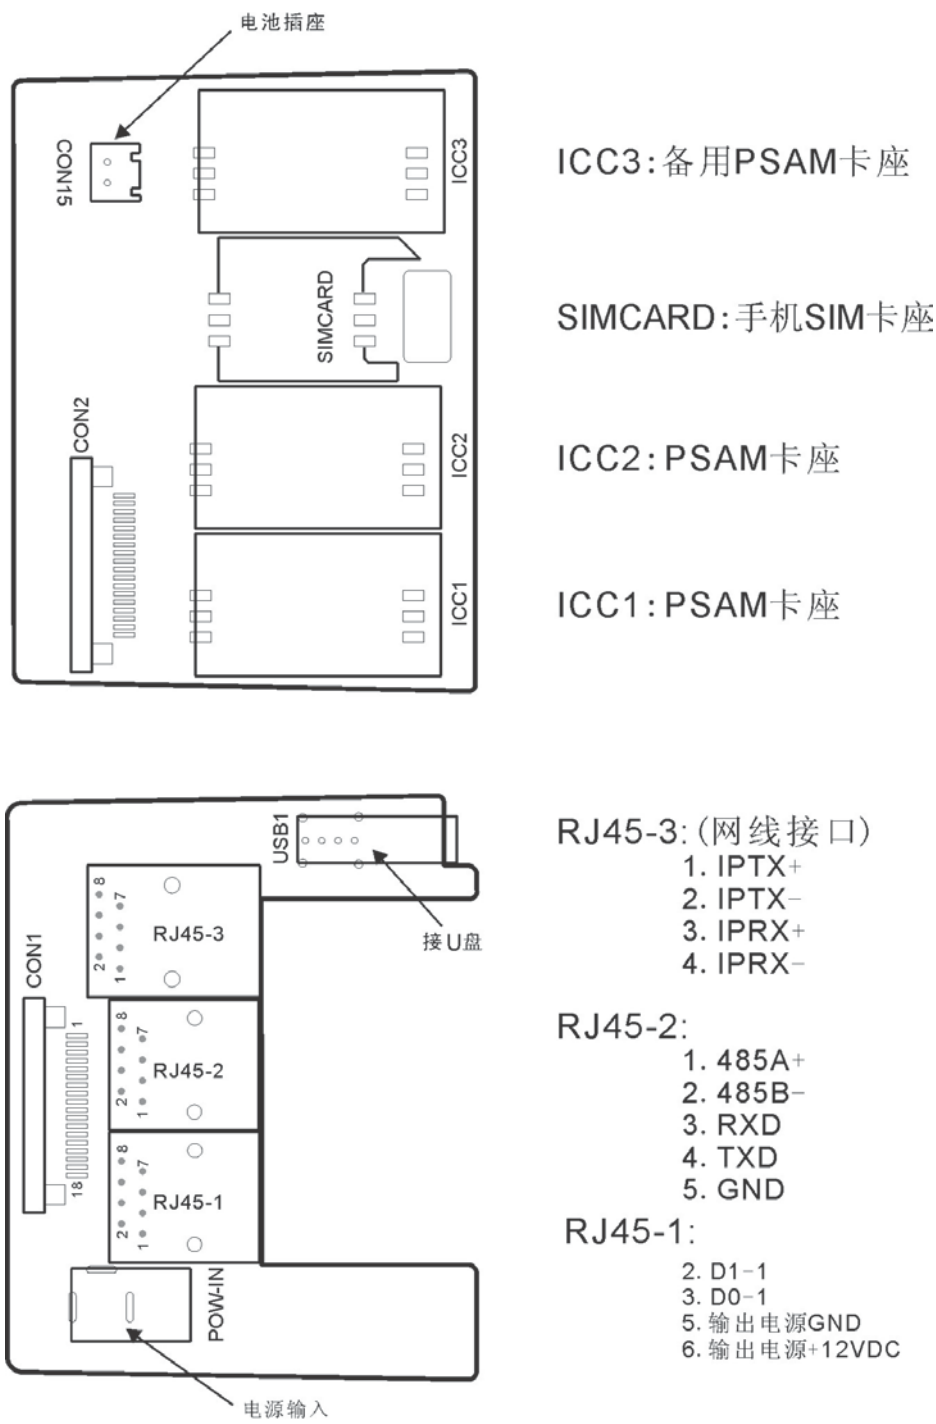 电池插座
CON15
ICC3
ICC3:备用PSAM卡座
SIMCARD
SIMCARD:手机SIM卡座
CON2
ICC2
ICC2:PSAM卡座
ICC1
ICC1:PSAM卡座
USB1
接U盘
8
7
RJ45-3
2
1
CON1
1
18
8
7
RJ45-2
2
1
8
7
RJ45-1
2
1
POW-IN
电源输入
RJ45-3:(网线接口)
1. IPTX+
2. IPTX-
3. IPRX+
4. IPRX-
RJ45-2:
1. 485A+
2. 485B-
3. RXD
4. TXD
5. GND
RJ45-1:
2. D1-1
3. D0-1
5. 输出电源GND
6. 输出电源+12VDC